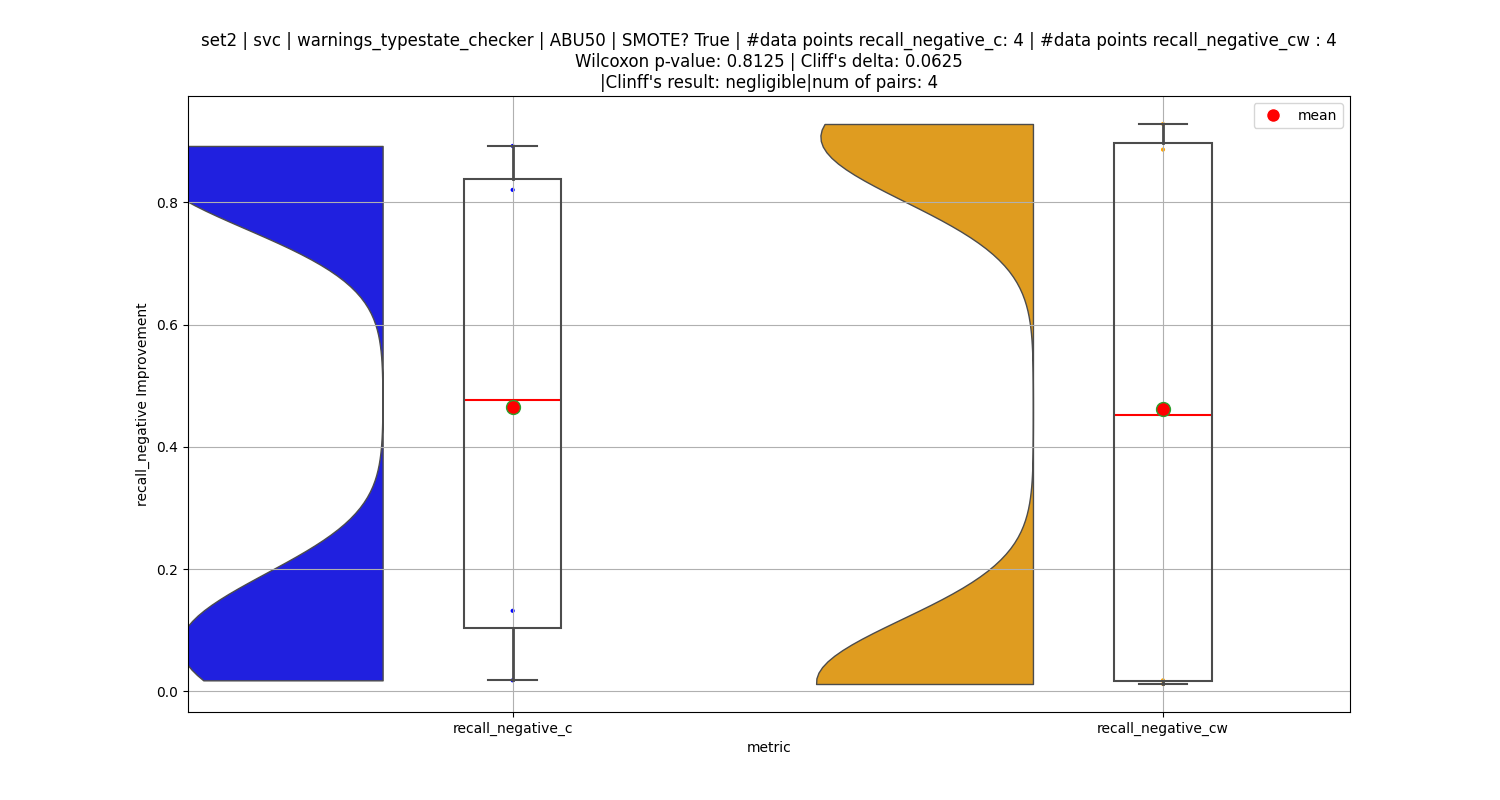 set2 | svc | warnings_typestate_checker | ABU50 | SMOTE? True | #data points recall_negative_c: 4 | #data points recall_negative_cw : 4
Wilcoxon p-value: 0.8125 | Cliff's delta: 0.0625
|Clinff's result: negligible|num of pairs: 4
mean
0.8
0.6
0.4
0.2
0.0
recall_negative Improvement
recall_negative_c
recall_negative_cw
metric